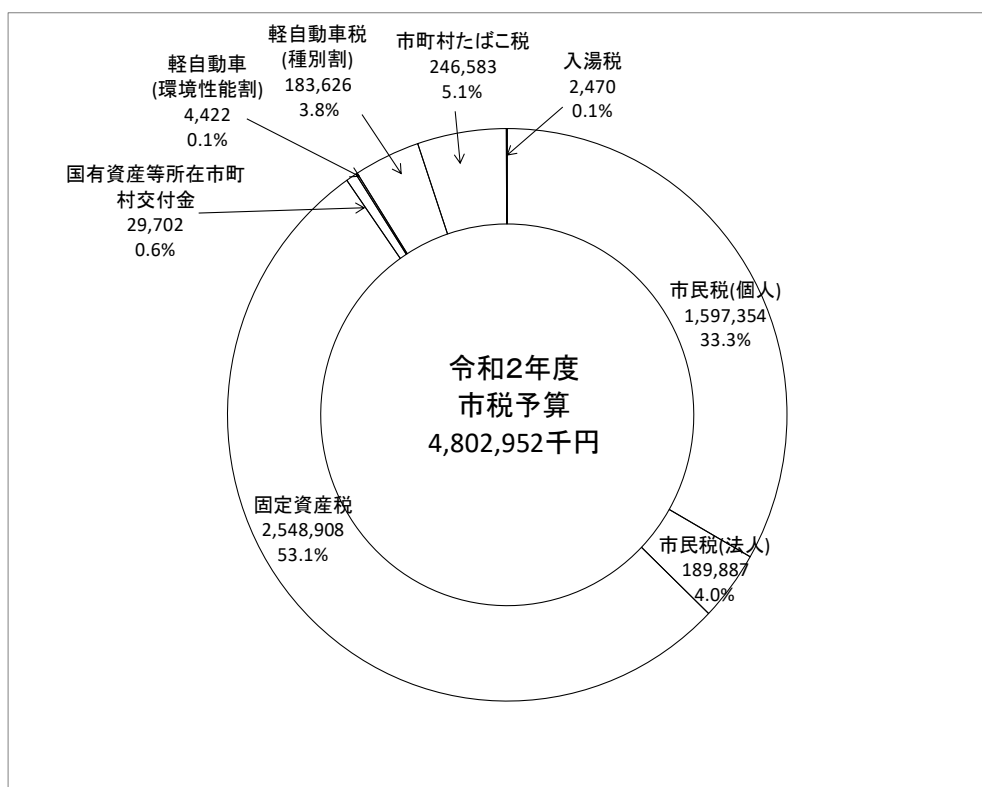 軽自動車税
(種別割)
183,626
3.8%
市町村たばこ税
246,583
5.1%
入湯税
2,470
0.1%
軽自動車
(環境性能割)
4,422
0.1%
国有資産等所在市町
村交付金
29,702
0.6%
市民税(個人)
1,597,354
33.3%
令和2年度
市税予算
4,802,952千円
固定資産税
2,548,908
53.1%
市民税(法人)
189,887
4.0%